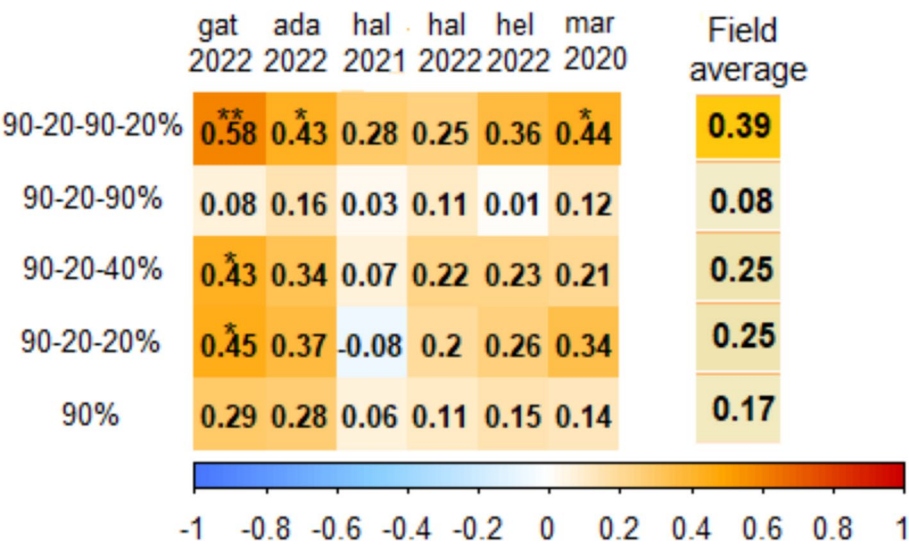 gat ada hal hal hel mar Field
2022 2022 2021 2022 2022 2020 average
90-20-90-20% **0.58 *0.43 0.28 0.25 0.36 *0.44 0.39
90-20-90% 0.08 0.16 0.03 0.11 0.01 0.12 0.08
90-20-40% *0.43 0.34 0.07 0.22 0.23 0.21 0.25
90-20-20% *0.45 0.37 -0.08 0.2 0.26 0.34 0.25
90% 0.29 0.28 0.06 0.11 0.15 0.14 0.17
-1 -0.8 -0.6 -0.4 -0.2 0 0.2 0.4 0.6 0.8 1